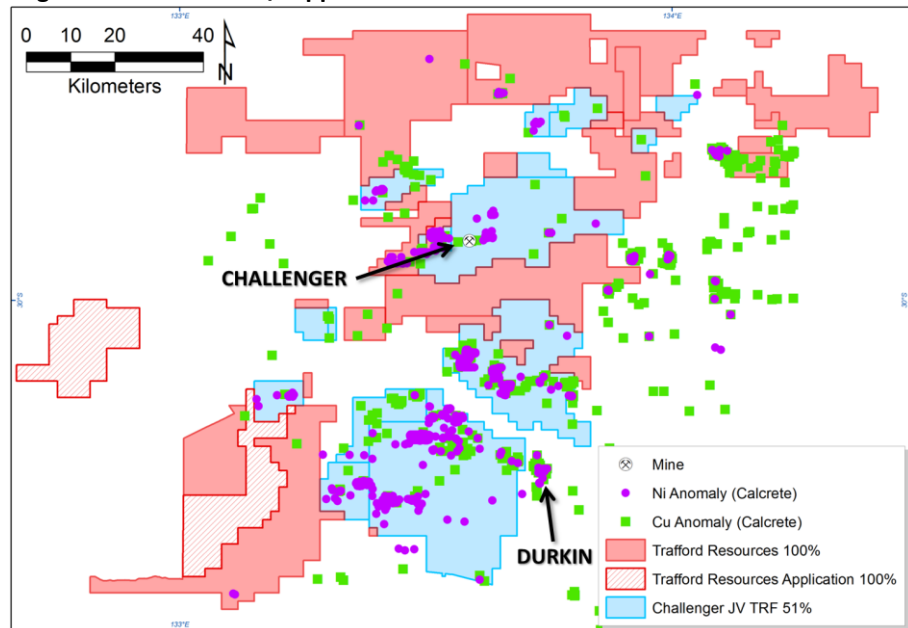 133°E
134°E
0 10 20 40
Kilometers
N
CHALLENGER
30°S
30°S
DURKIN
Mine
Ni Anomaly (Calcrete)
Cu Anomaly (Calcrete)
Trafford Resources 100%
Trafford Resources Application 100%
Challenger JV TRF 51%
133°E